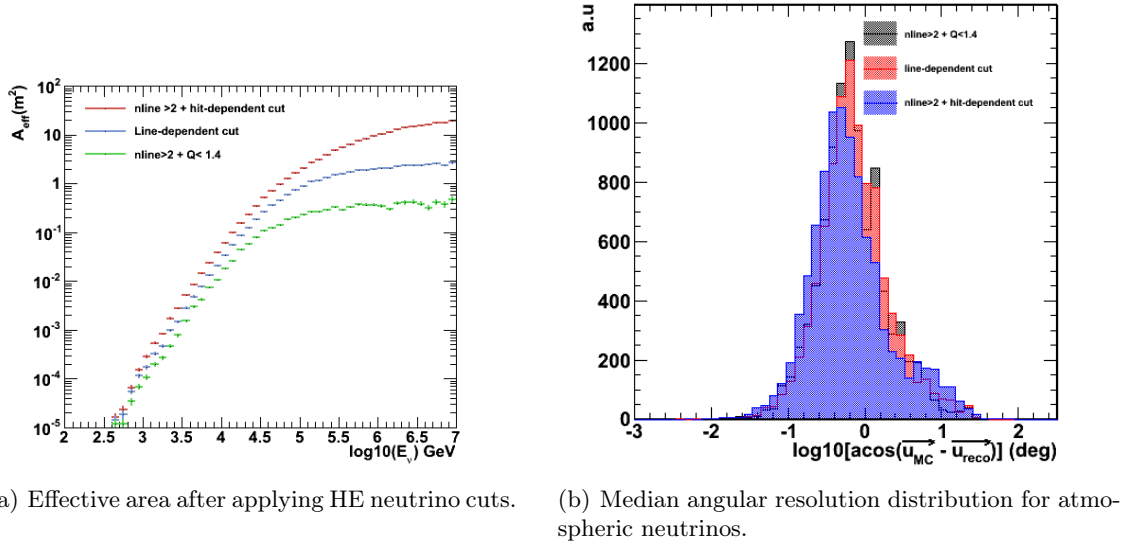 A_eff(m²)
10²
10
1
10⁻¹
10⁻²
10⁻³
10⁻⁴
10⁻⁵
nline >2 + hit-dependent cut
Line-dependent cut
nline>2 + Q< 1.4
2 2.5 3 3.5 4 4.5 5 5.5 6 6.5 7
log10(E_ν) GeV
a.u
1200
1000
800
600
400
200
0
nline>2 + Q<1.4
line-dependent cut
nline>2 + hit-dependent cut
-3 -2 -1 0 1 2
log10[acos(u_MC - u_reco)] (deg)
a) Effective area after applying HE neutrino cuts.
(b) Median angular resolution distribution for atmo-
spheric neutrinos.